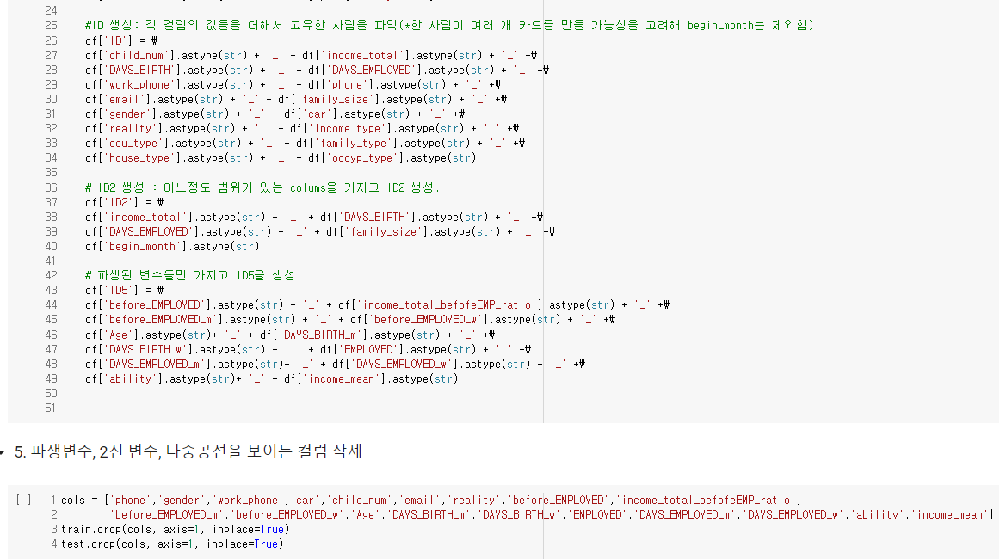 24
25 #ID 생성: 각 컬럼의 값들을 더해서 고유한 사람을 파악(*한 사람이 여러 개 카드를 만들 가능성을 고려해 begin_month는 제외함)
26 df['ID'] = ₩
27 df['child_num'].astype(str) + '_' + df['income_total'].astype(str) + '_' +₩
28 df['DAYS_BIRTH'].astype(str) + '_' + df['DAYS_EMPLOYED'].astype(str) + '_' +₩
29 df['work_phone'].astype(str) + '_' + df['phone'].astype(str) + '_' +₩
30 df['email'].astype(str) + '_' + df['family_size'].astype(str) + '_' +₩
31 df['gender'].astype(str) + '_' + df['car'].astype(str) + '_' +₩
32 df['reality'].astype(str) + '_' + df['income_type'].astype(str) + '_' +₩
33 df['edu_type'].astype(str) + '_' + df['family_type'].astype(str) + '_' +₩
34 df['house_type'].astype(str) + '_' + df['occyp_type'].astype(str)
35
36 # ID2 생성 : 어느정도 범위가 있는 colums을 가지고 ID2 생성.
37 df['ID2'] = ₩
38 df['income_total'].astype(str) + '_' + df['DAYS_BIRTH'].astype(str) + '_' +₩
39 df['DAYS_EMPLOYED'].astype(str) + '_' + df['family_size'].astype(str) + '_' +₩
40 df['begin_month'].astype(str)
41
42 # 파생된 변수들만 가지고 ID5을 생성.
43 df['ID5'] = ₩
44 df['before_EMPLOYED'].astype(str) + '_' + df['income_total_befofeEMP_ratio'].astype(str) + '_' +₩
45 df['before_EMPLOYED_m'].astype(str) + '_' + df['before_EMPLOYED_w'].astype(str) + '_' +₩
46 df['Age'].astype(str)+ '_' + df['DAYS_BIRTH_m'].astype(str) + '_' +₩
47 df['DAYS_BIRTH_w'].astype(str) + '_' + df['EMPLOYED'].astype(str) + '_' +₩
48 df['DAYS_EMPLOYED_m'].astype(str)+ '_' + df['DAYS_EMPLOYED_w'].astype(str) + '_' +₩
49 df['ability'].astype(str)+ '_' + df['income_mean'].astype(str)
50
51
5. 파생변수, 2진 변수, 다중공선을 보이는 컬럼 삭제
[ ] 1 cols = ['phone','gender','work_phone','car','child_num','email','reality','before_EMPLOYED','income_total_befofeEMP_ratio',
2 'before_EMPLOYED_m','before_EMPLOYED_w','Age','DAYS_BIRTH_m','DAYS_BIRTH_w','EMPLOYED','DAYS_EMPLOYED_m','DAYS_EMPLOYED_w','ability','income_mean']
3 train.drop(cols, axis=1, inplace=True)
4 test.drop(cols, axis=1, inplace=True)